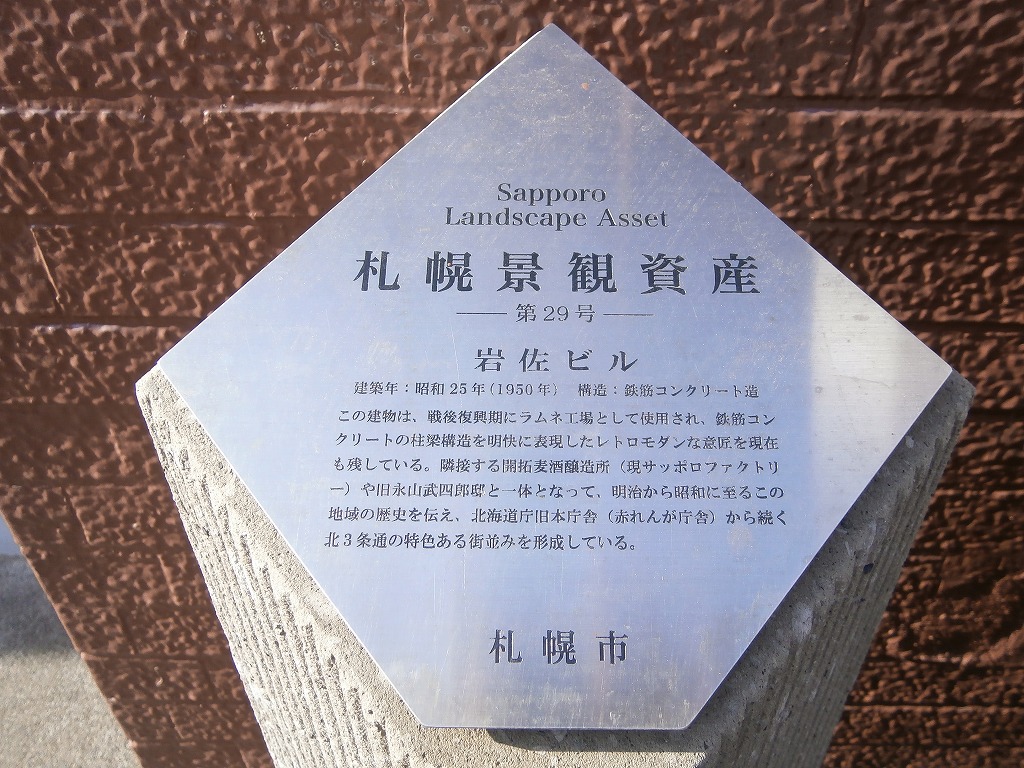 Sapporo
Landscape Asset
札幌景観資産
第29号
岩佐ビル
建築年：昭和25年(1950年) 構造：鉄筋コンクリート造
この建物は、戦後復興期にラムネ工場として使用され、鉄筋コン
クリートの柱梁構造を明快に表現したレトロモダンな意匠を現在
も残している。隣接する開拓麦酒醸造所（現サッポロファクトリ
ー）や旧永山武四郎邸と一体となって、明治から昭和に至るこの
地域の歴史を伝え、北海道庁旧本庁舎（赤れんが庁舎）から続く
北3条通の特色ある街並みを形成している。
札幌市